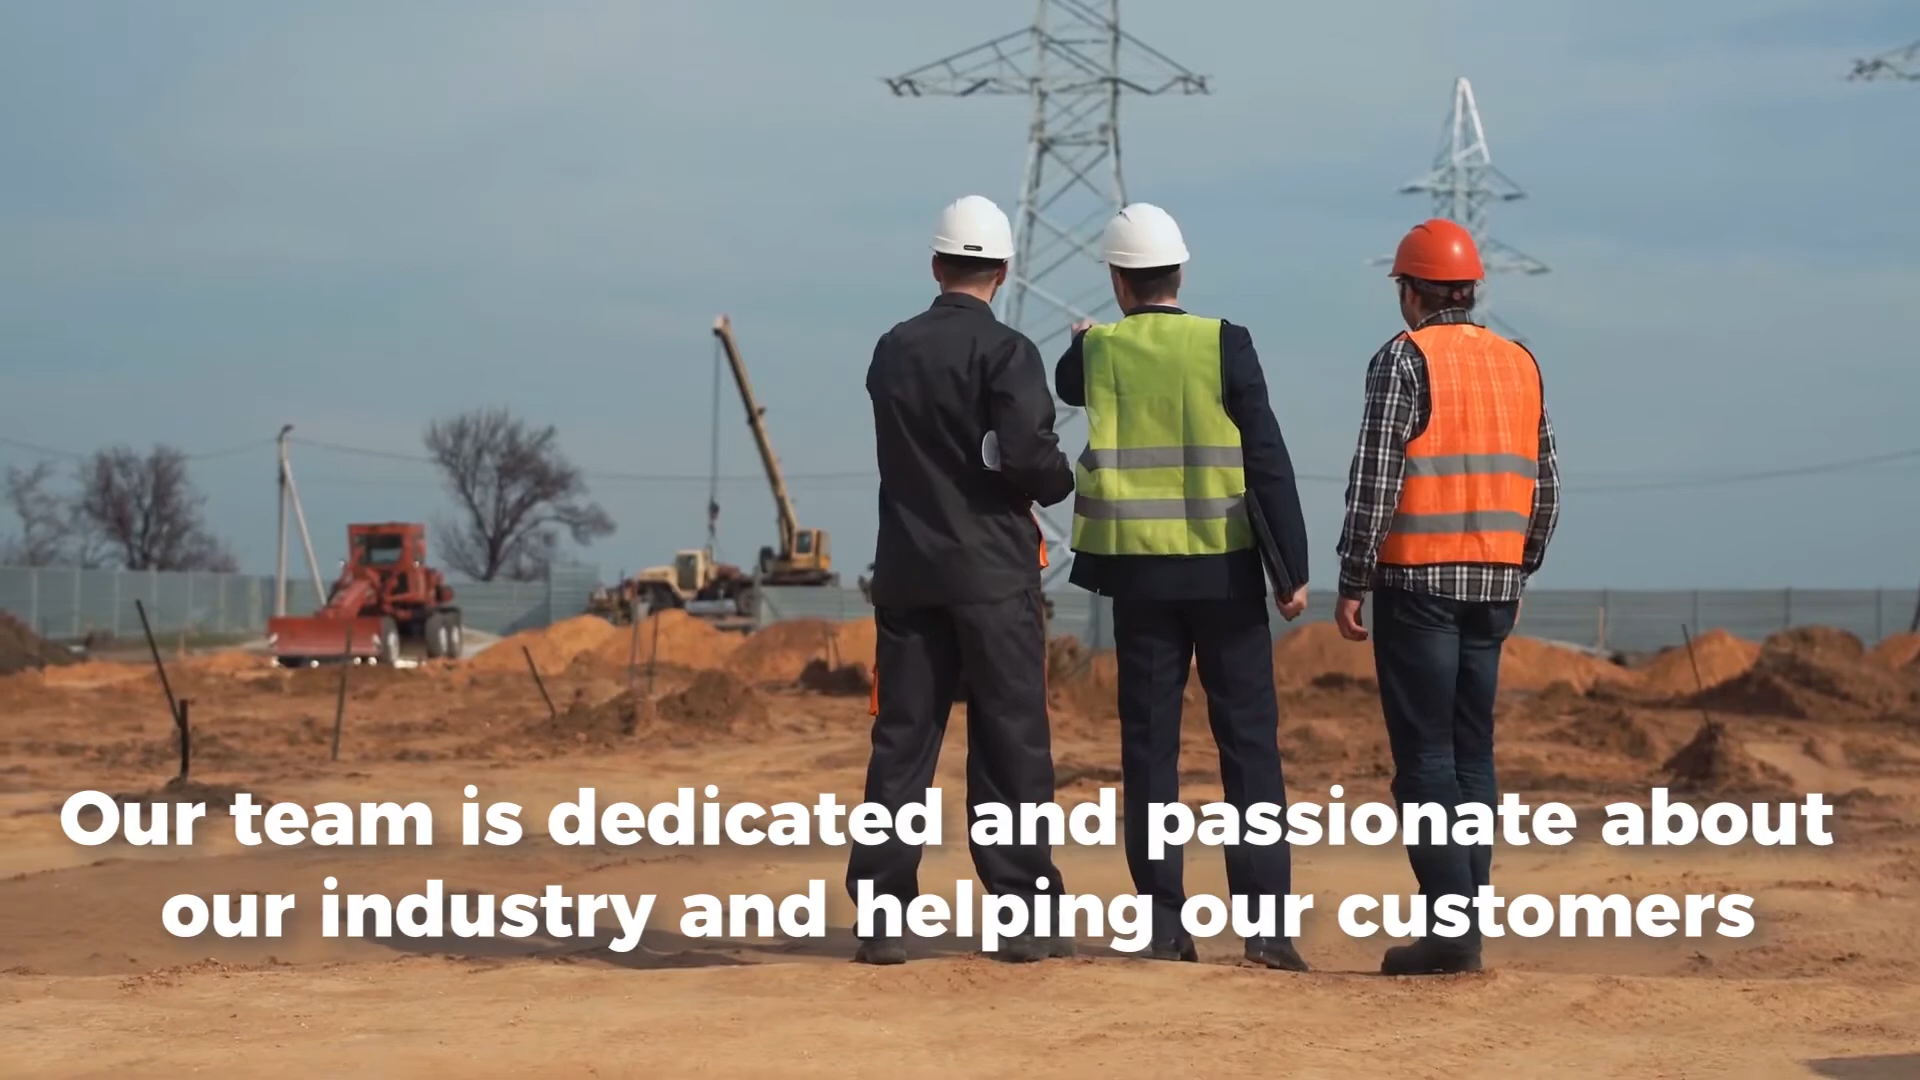 Our team is dedicated and passionate about
our industry and helping our customers